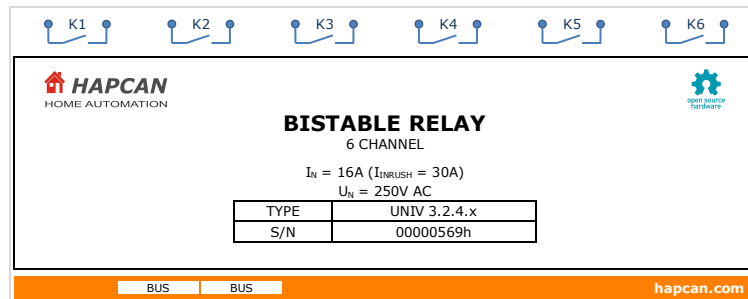 K1 K2 K3 K4 K5 K6
HAPCAN
HOME AUTOMATION
open source
hardware
BISTABLE RELAY
6 CHANNEL
IN = 16A (IINRUSH = 30A)
UN = 250V AC
TYPE UNIV 3.2.4.x
S/N 00000569h
BUS BUS hapcan.com